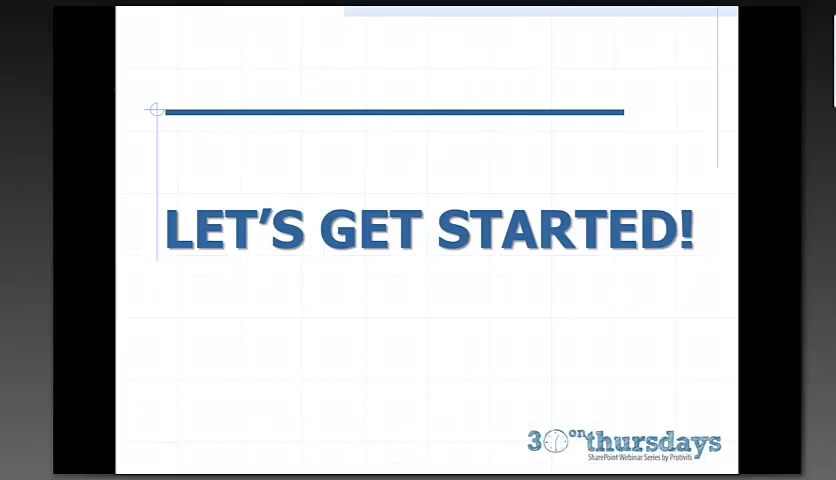 LET'S GET STARTED!
30 on thursdays
SharePoint Webinar Series by Protiviti